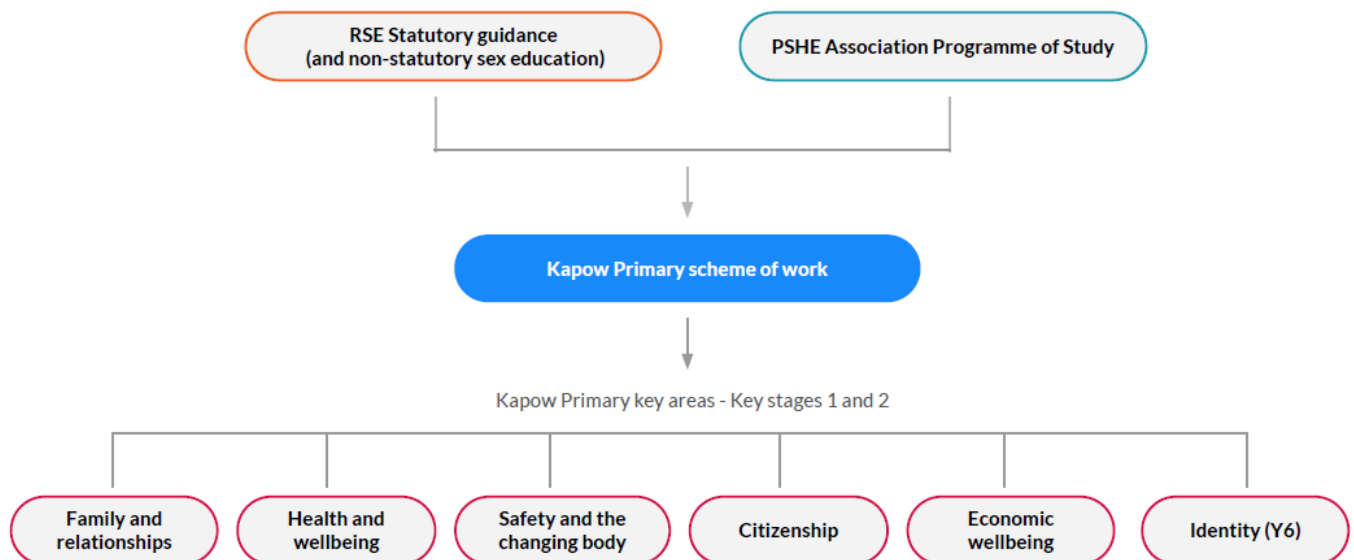 RSE Statutory guidance
(and non-statutory sex education)
PSHE Association Programme of Study
Kapow Primary scheme of work
Kapow Primary key areas - Key stages 1 and 2
Family and
relationships
Health and
wellbeing
Safety and the
changing body
Citizenship
Economic
wellbeing
Identity (Y6)